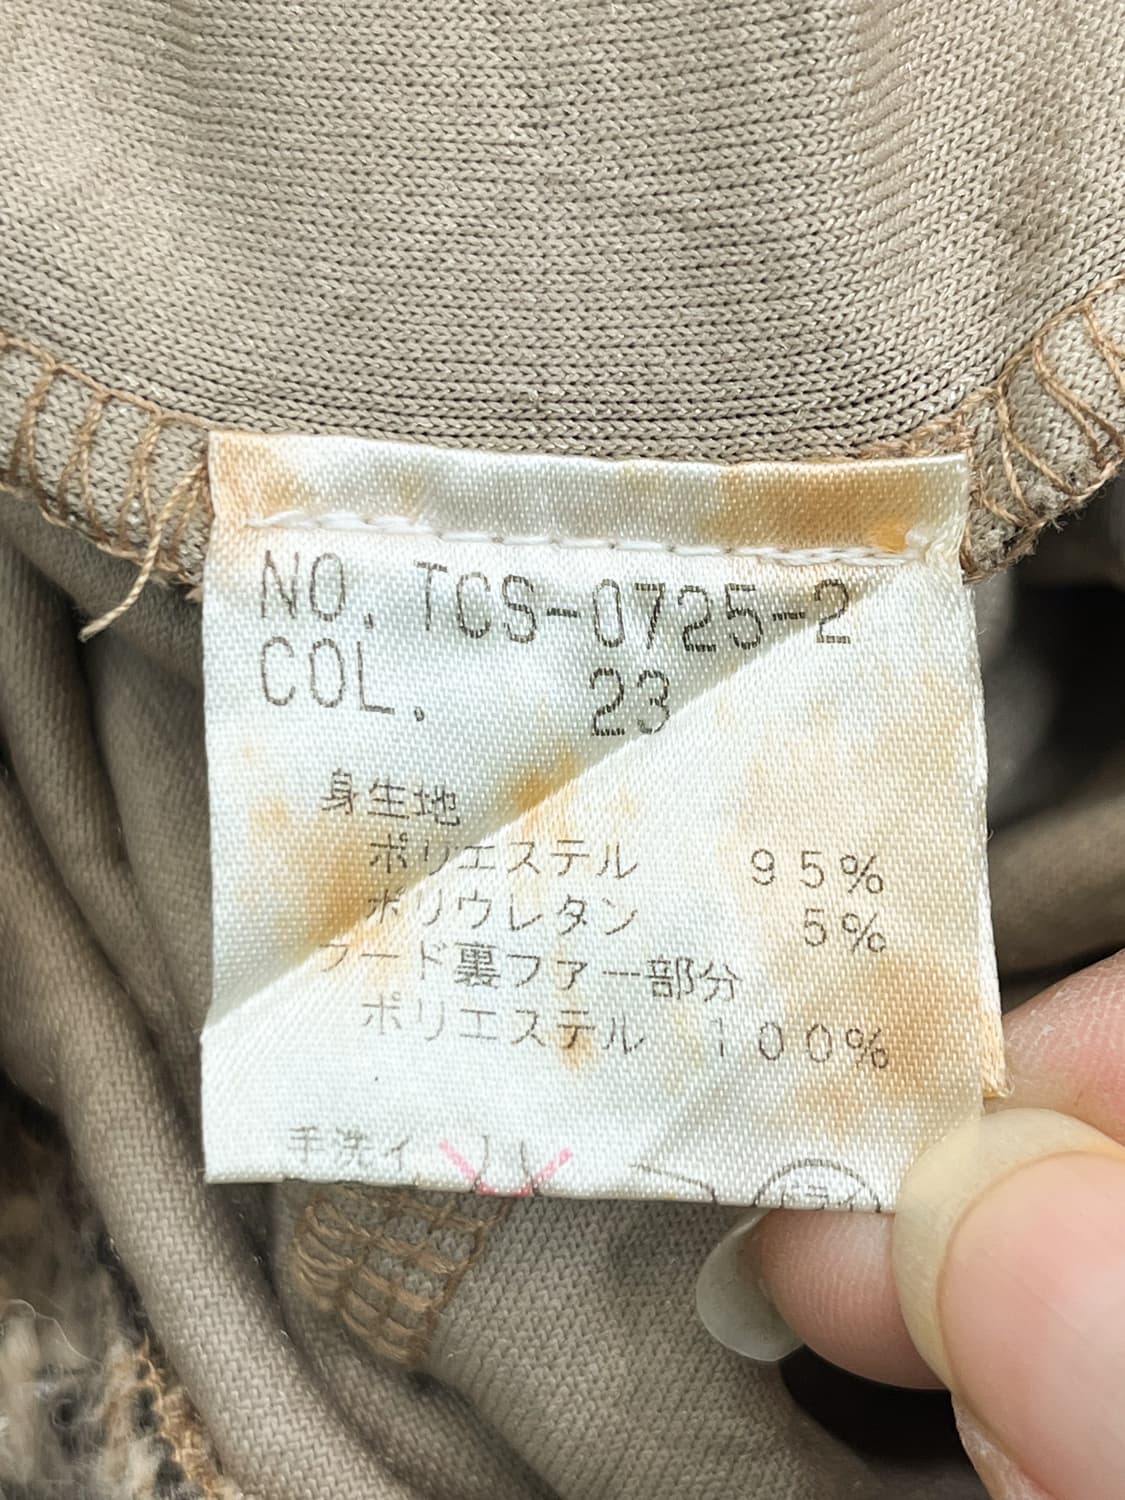 NO. TCS-0725-2
COL. 23
身生地
ポリエステル 95%
ポリウレタン 5%
フード裏ファー部分
ポリエステル 100%
手洗イ